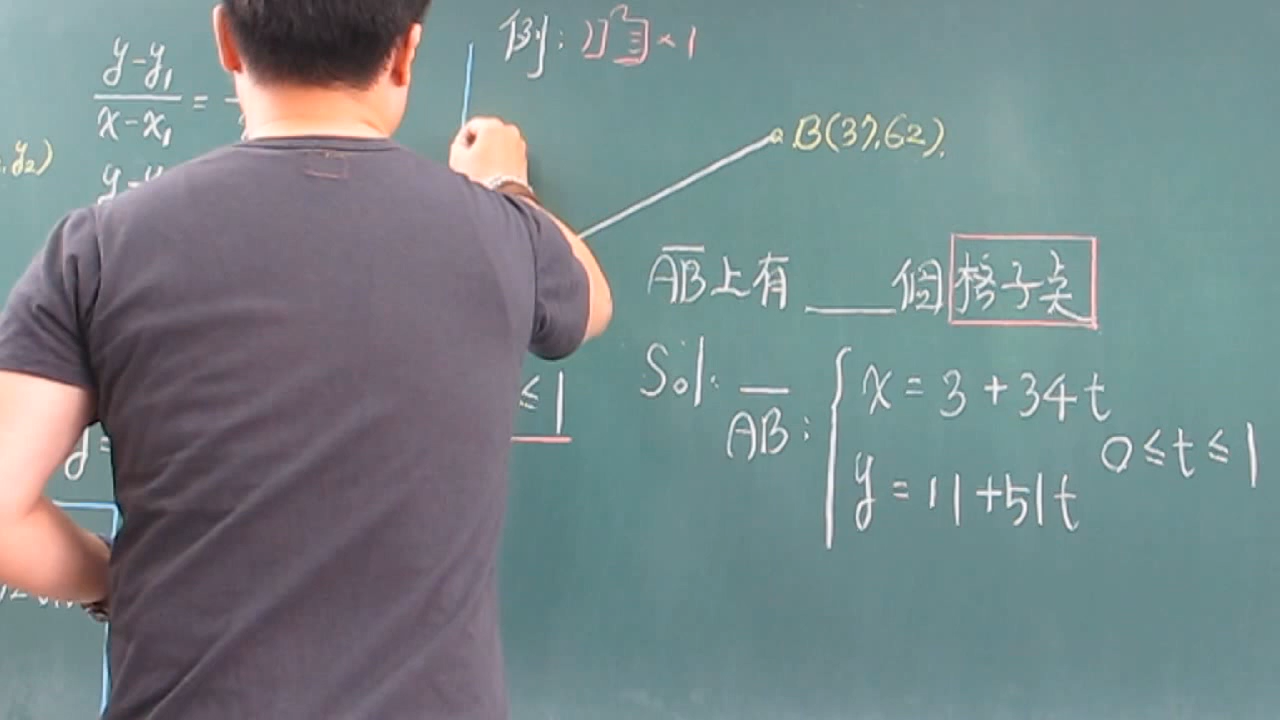 y-y₁
x-x₁
=
, y₂)
≤ 1
y =
例:
× 1
B(37,62).
AB上有 ___ 個 格子点
Sol: AB: { x = 3 + 34t
y = 11 + 51t
0 ≤ t ≤ 1